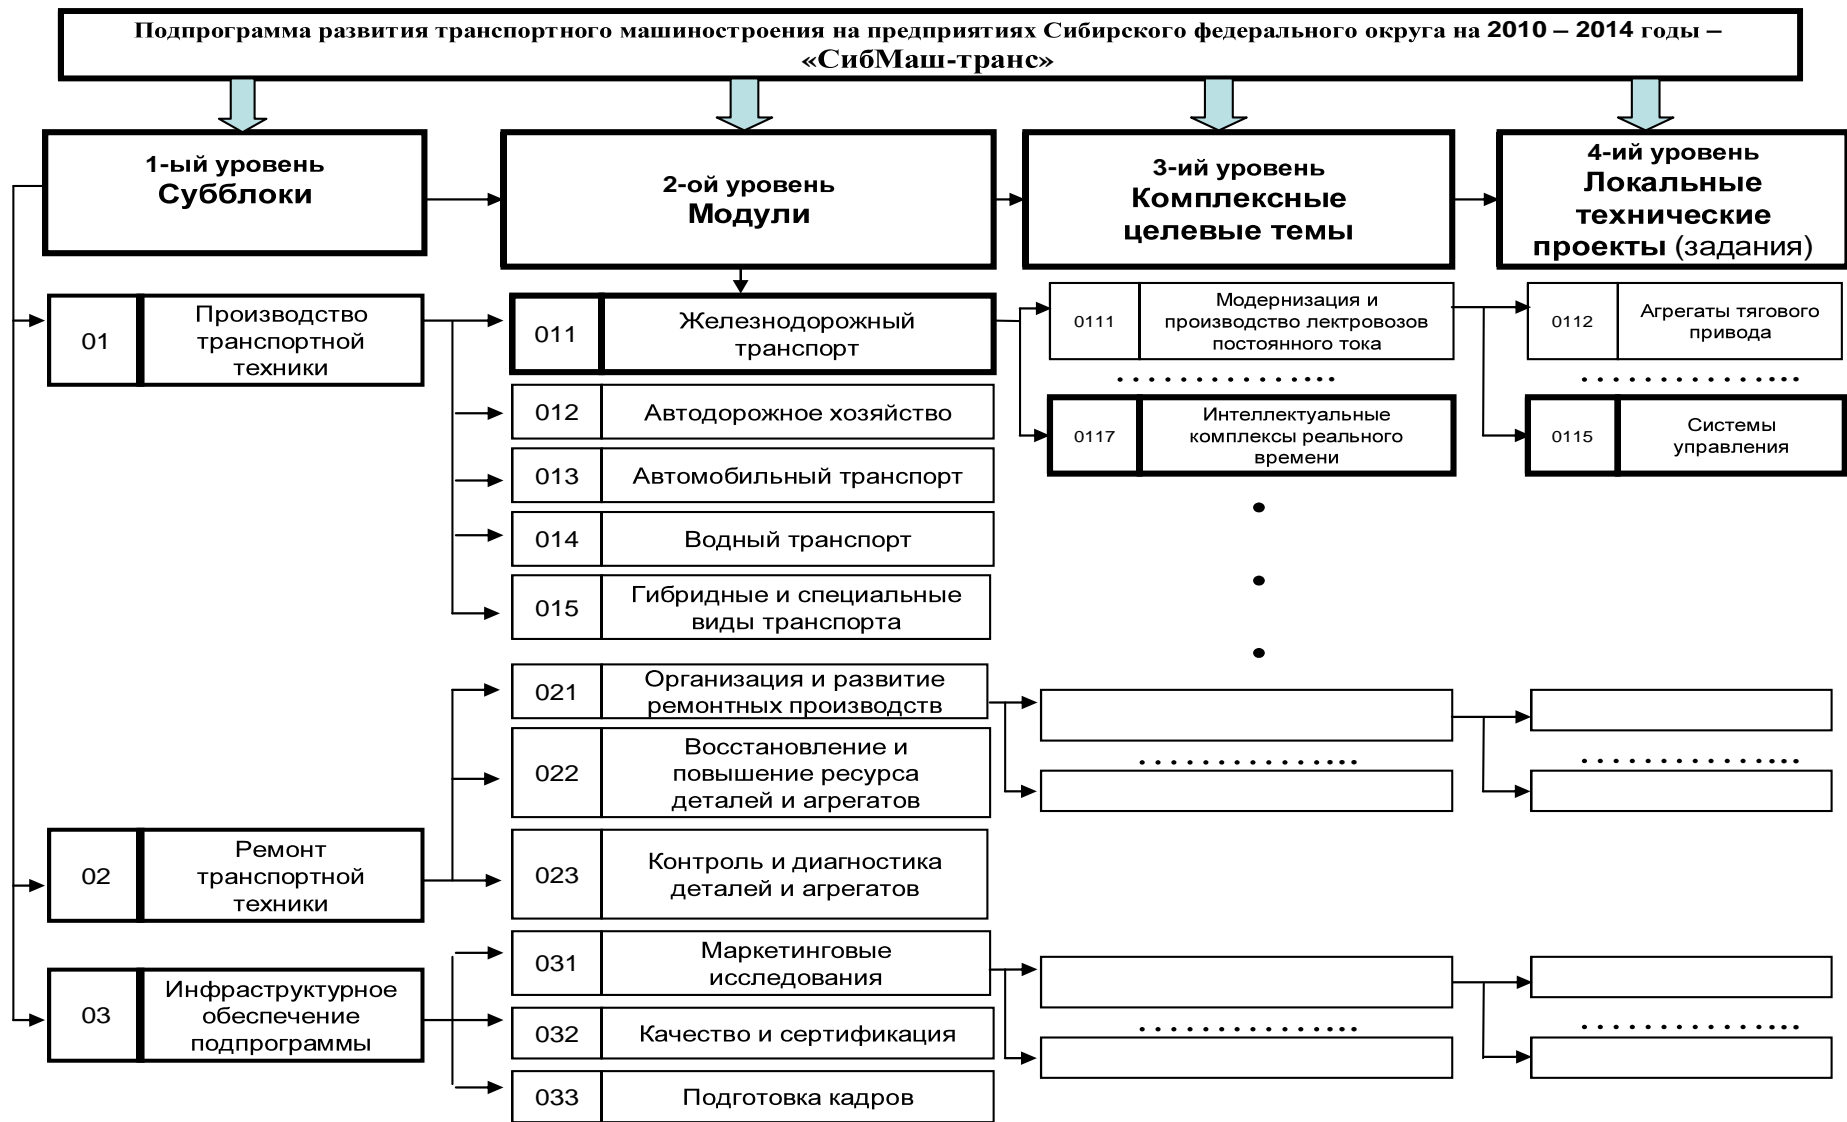 Подпрограмма развития транспортного машиностроения на предприятиях Сибирского федерального округа на 2010 – 2014 годы –
«СибМаш-транс»
1-ый уровень
Субблоки
2-ой уровень
Модули
3-ий уровень
Комплексные
целевые темы
4-ий уровень
Локальные
технические
проекты (задания)
01
Производство
транспортной
техники
011
Железнодорожный
транспорт
0111
Модернизация и
производство лектровозов
постоянного тока
0112
Агрегаты тягового
привода
012
Автодорожное хозяйство
0117
Интеллектуальные
комплексы реального
времени
0115
Системы
управления
013
Автомобильный транспорт
014
Водный транспорт
015
Гибридные и специальные
виды транспорта
021
Организация и развитие
ремонтных производств
022
Восстановление и
повышение ресурса
деталей и агрегатов
02
Ремонт
транспортной
техники
023
Контроль и диагностика
деталей и агрегатов
031
Маркетинговые
исследования
03
Инфраструктурное
обеспечение
подпрограммы
032
Качество и сертификация
033
Подготовка кадров